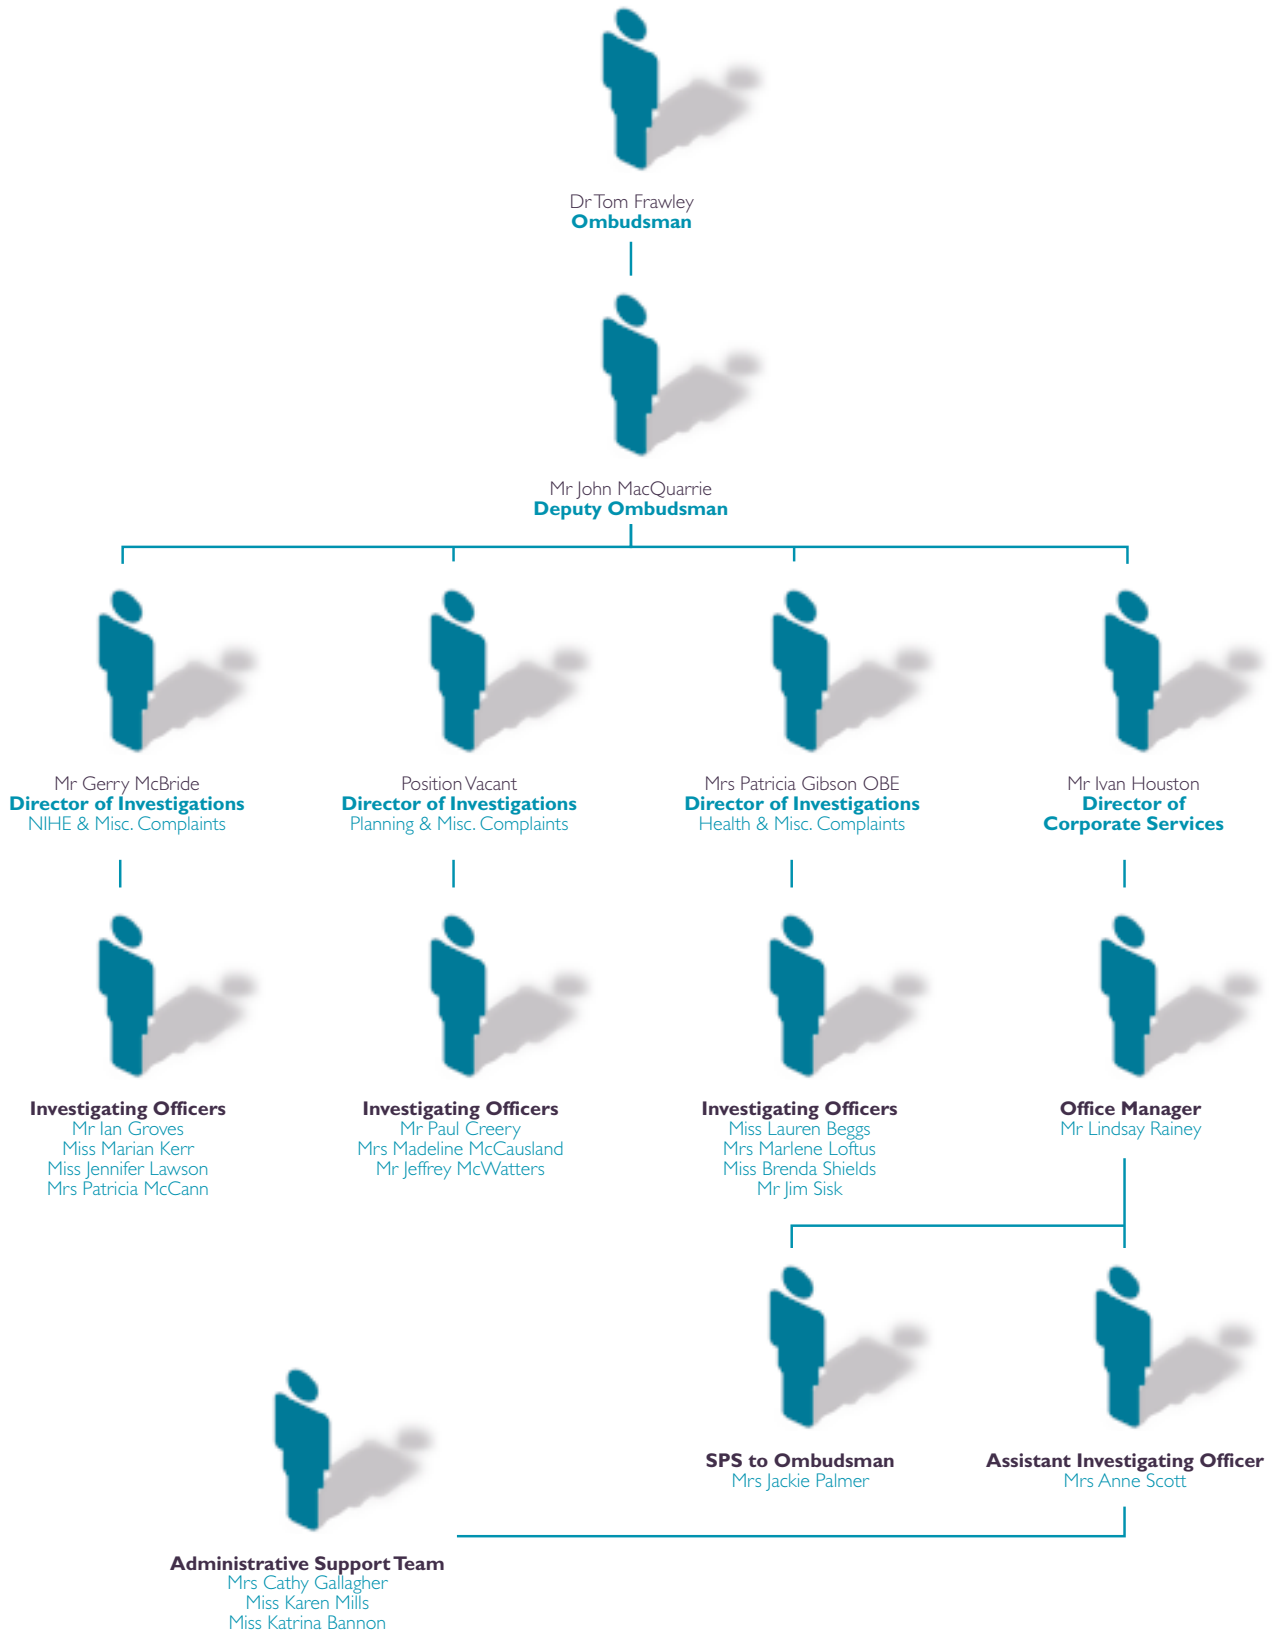 Dr Tom Frawley
Ombudsman
Mr John MacQuarrie
Deputy Ombudsman
Mr Gerry McBride
Director of Investigations
NIHE & Misc. Complaints
Position Vacant
Director of Investigations
Planning & Misc. Complaints
Mrs Patricia Gibson OBE
Director of Investigations
Health & Misc. Complaints
Mr Ivan Houston
Director of
Corporate Services
Investigating Officers
Mr Ian Groves
Miss Marian Kerr
Miss Jennifer Lawson
Mrs Patricia McCann
Investigating Officers
Mr Paul Creery
Mrs Madeline McCausland
Mr Jeffrey McWatters
Investigating Officers
Miss Lauren Beggs
Mrs Marlene Loftus
Miss Brenda Shields
Mr Jim Sisk
Office Manager
Mr Lindsay Rainey
SPS to Ombudsman
Mrs Jackie Palmer
Assistant Investigating Officer
Mrs Anne Scott
Administrative Support Team
Mrs Cathy Gallagher
Miss Karen Mills
Miss Katrina Bannon